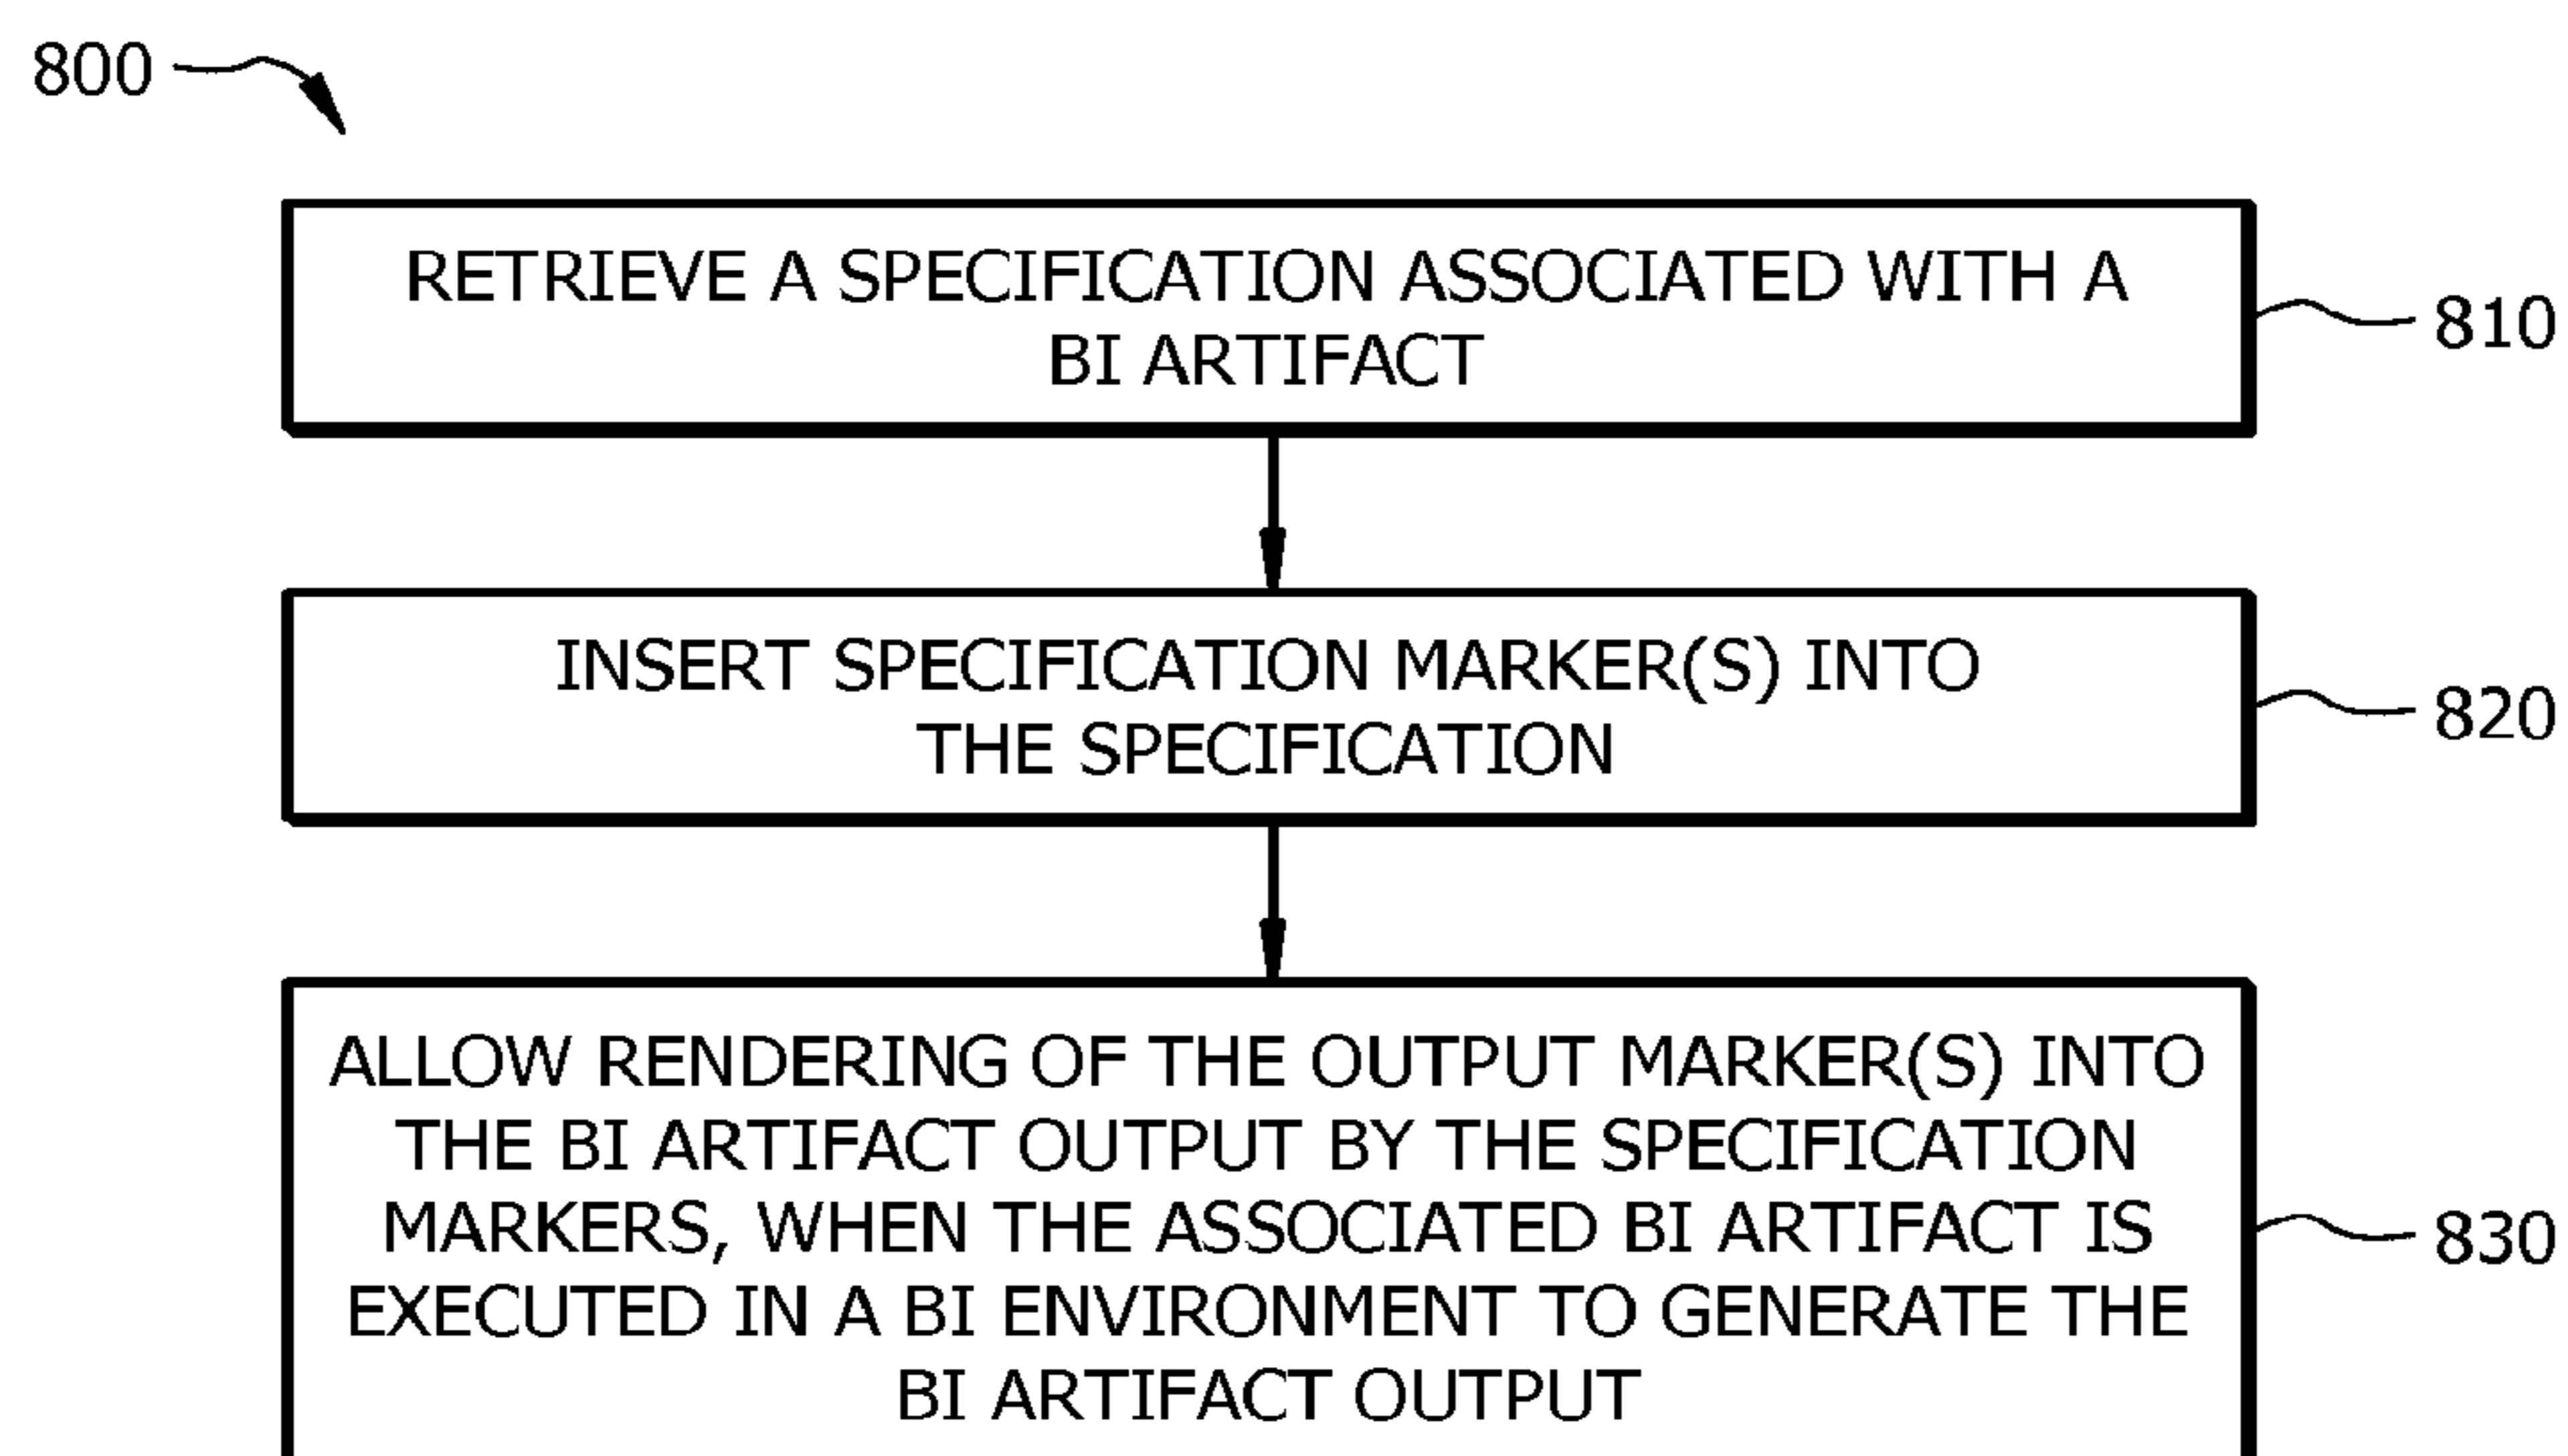 800
RETRIEVE A SPECIFICATION ASSOCIATED WITH A
BI ARTIFACT
810
INSERT SPECIFICATION MARKER(S) INTO
THE SPECIFICATION
820
ALLOW RENDERING OF THE OUTPUT MARKER(S) INTO
THE BI ARTIFACT OUTPUT BY THE SPECIFICATION
MARKERS, WHEN THE ASSOCIATED BI ARTIFACT IS
EXECUTED IN A BI ENVIRONMENT TO GENERATE THE
BI ARTIFACT OUTPUT
830